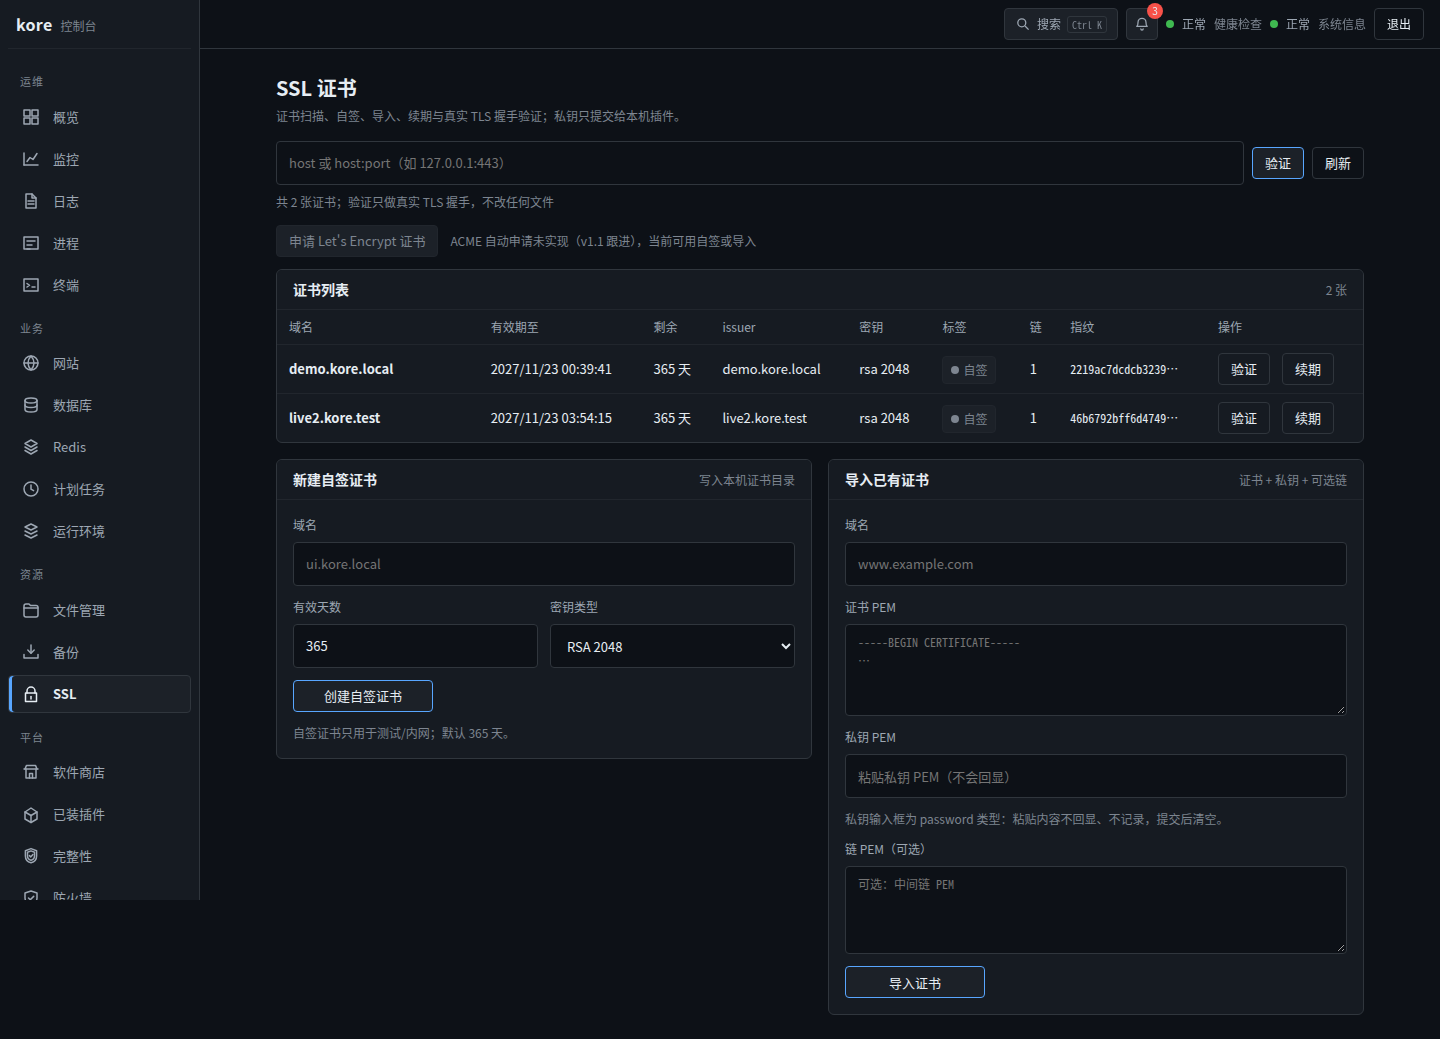 kore 控制台
搜索 Ctrl K
3
正常 健康检查
正常 系统信息
退出
运维
概览
监控
日志
进程
终端
业务
网站
数据库
Redis
计划任务
运行环境
资源
文件管理
备份
SSL
平台
软件商店
已装插件
完整性
防火墙
SSL 证书
证书扫描、自签、导入、续期与真实 TLS 握手验证；私钥只提交给本机插件。
host 或 host:port（如 127.0.0.1:443）
验证
刷新
共 2 张证书；验证只做真实 TLS 握手，不改任何文件
申请 Let's Encrypt 证书
ACME 自动申请未实现（v1.1 跟进），当前可用自签或导入
证书列表
2 张
域名 有效期至 剩余 issuer 密钥 标签 链 指纹 操作
demo.kore.local 2027/11/23 00:39:41 365 天 demo.kore.local rsa 2048 自签 1 2219ac7dcdcb3239… 验证 续期
live2.kore.test 2027/11/23 03:54:15 365 天 live2.kore.test rsa 2048 自签 1 46b6792bff6d4749… 验证 续期
新建自签证书
写入本机证书目录
域名
ui.kore.local
有效天数
密钥类型
365
RSA 2048
创建自签证书
自签证书只用于测试/内网；默认 365 天。
导入已有证书
证书 + 私钥 + 可选链
域名
www.example.com
证书 PEM
-----BEGIN CERTIFICATE-----
…
私钥 PEM
粘贴私钥 PEM（不会回显）
私钥输入框为 password 类型：粘贴内容不回显、不记录，提交后清空。
链 PEM（可选）
可选：中间链 PEM
导入证书